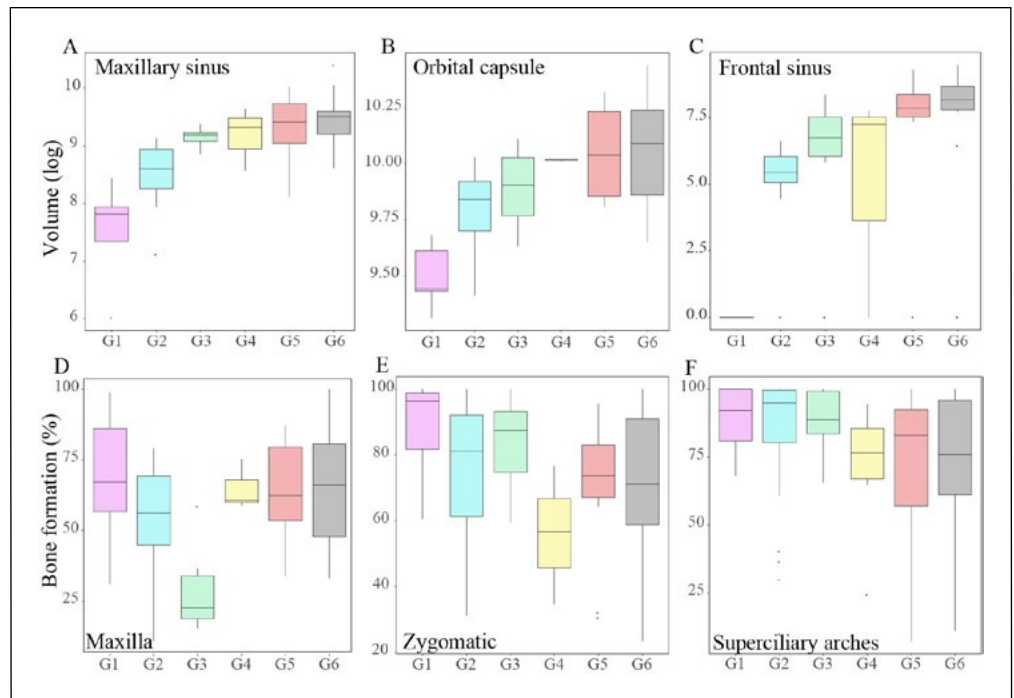 A
Maxillary sinus
Volume (log)
10
9
8
7
6
G1 G2 G3 G4 G5 G6
B
Orbital capsule
10.25
10.00
9.75
9.50
G1 G2 G3 G4 G5 G6
C
Frontal sinus
7.5
5.0
2.5
0.0
G1 G2 G3 G4 G5 G6
D
Bone formation (%)
100
75
50
25
Maxilla
G1 G2 G3 G4 G5 G6
E
100
80
60
40
20
Zygomatic
G1 G2 G3 G4 G5 G6
F
100
75
50
25
Superciliary arches
G1 G2 G3 G4 G5 G6